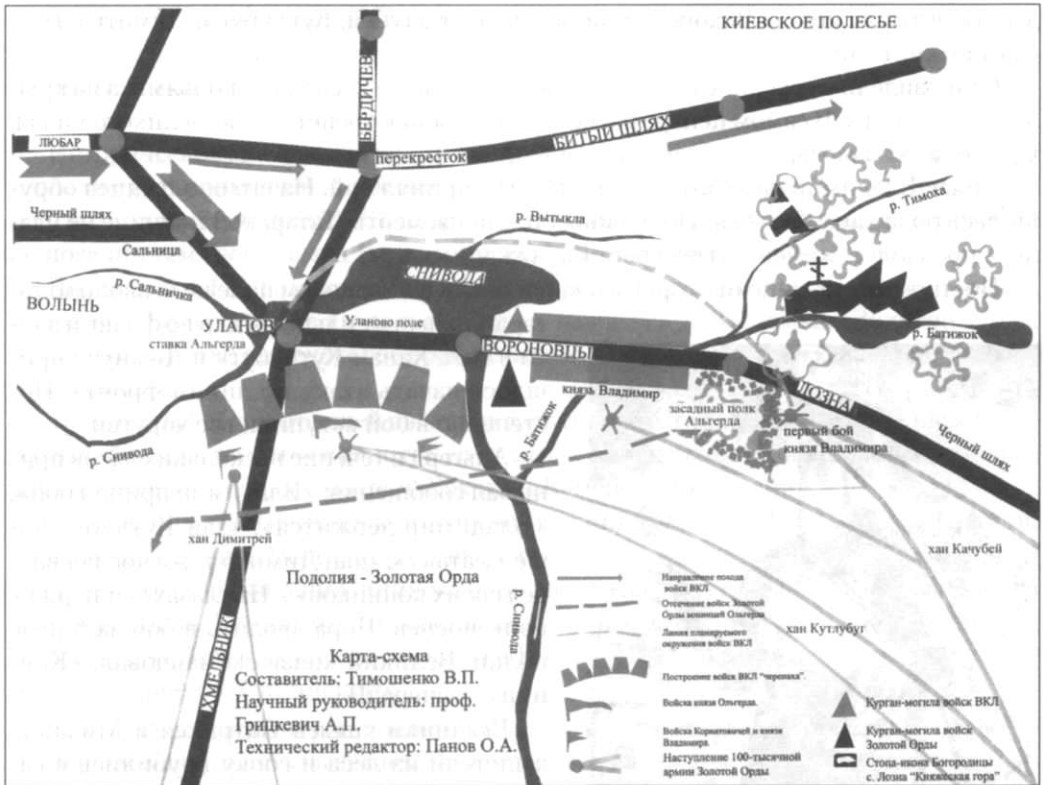 КИЕВСКОЕ ПОЛЕСЬЕ
БЕРДИЧЕВ
ЛЮБАР
перекресток
БИТЫЙ ШЛЯХ
Черный шлях
Сальница
р. Вытыкла
р. Тимоха
р. Сальничка
СНИВОДА
ВОЛЫНЬ
УЛАНОВ
Уланово поле
ставка Альгерда
ВОРОНОВЦЫ
р. Батижок
князь Владимир
ЛОЗНА
засадный полк
Альгерда
первый бой
князя Владимира
р. Батижок
р. Снивода
Черный шлях
хан Димитрей
хан Качубей
Подолия - Золотая Орда
р. Снивода
хан Кутлубуг
ХМЕЛЬНИК
Карта-схема
Составитель: Тимошенко В.П.
Научный руководитель: проф.
Грицкевич А.П.
Технический редактор: Панов О.А.
Направление похода
войск ВКЛ
Отсечение войск Золотой
Орды конницей Ольгерда
Линия планируемого
окружения войск ВКЛ
Построение войск ВКЛ "черепаха".
Войска князя Ольгерда.
Войска Кориатовичей и князя
Владимира.
Наступление 100-тысячной
армии Золотой Орды
Курган-могила войск ВКЛ
Курган-могила войск
Золотой Орды
Стопа-икона Богородицы
с. Лозна "Княжеская гора"